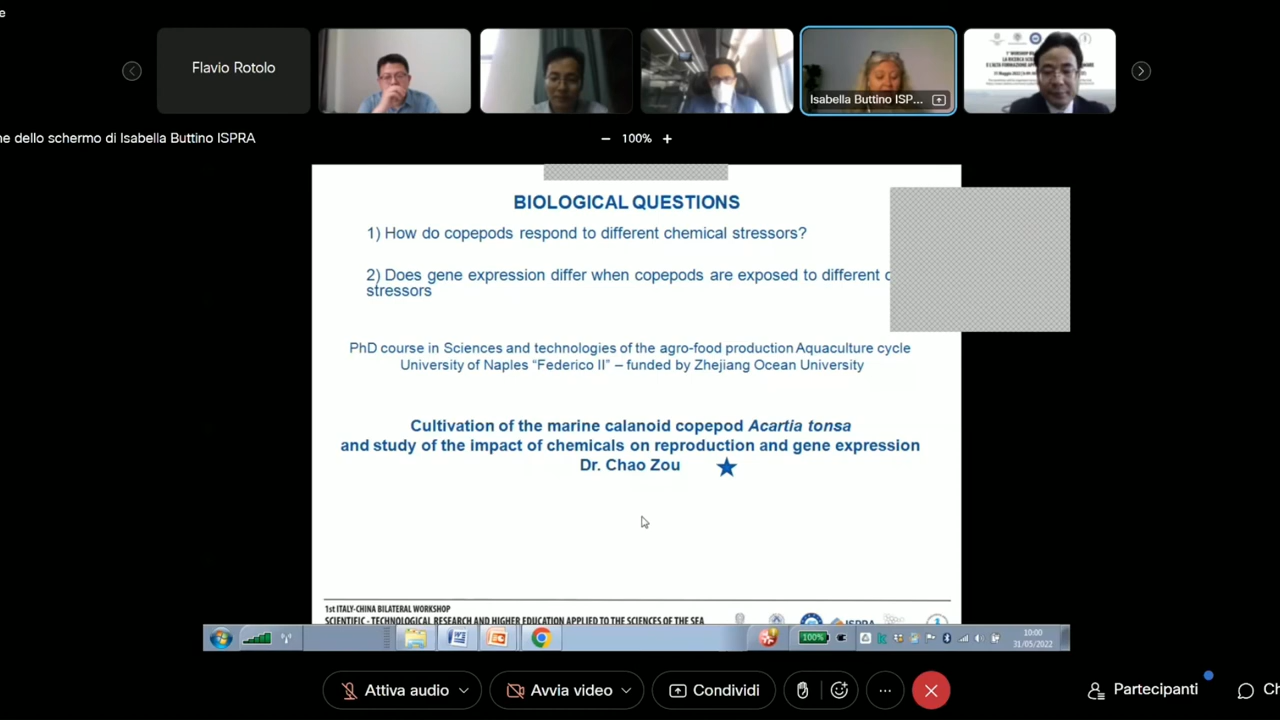 e
Flavio Rotolo
Isabella Buttino ISP...
ne dello schermo di Isabella Buttino ISPRA
100%
BIOLOGICAL QUESTIONS
1) How do copepods respond to different chemical stressors?
2) Does gene expression differ when copepods are exposed to different
stressors
PhD course in Sciences and technologies of the agro-food production Aquaculture cycle
University of Naples “Federico II” – funded by Zhejiang Ocean University
Cultivation of the marine calanoid copepod Acartia tonsa
and study of the impact of chemicals on reproduction and gene expression
Dr. Chao Zou
1st ITALY-CHINA BILATERAL WORKSHOP
SCIENTIFIC - TECHNOLOGICAL RESEARCH AND HIGHER EDUCATION APPLIED TO THE SCIENCES OF THE SEA
ISPRA
100%
10:00
31/05/2022
Attiva audio
Avvia video
Condividi
Partecipanti
Ch